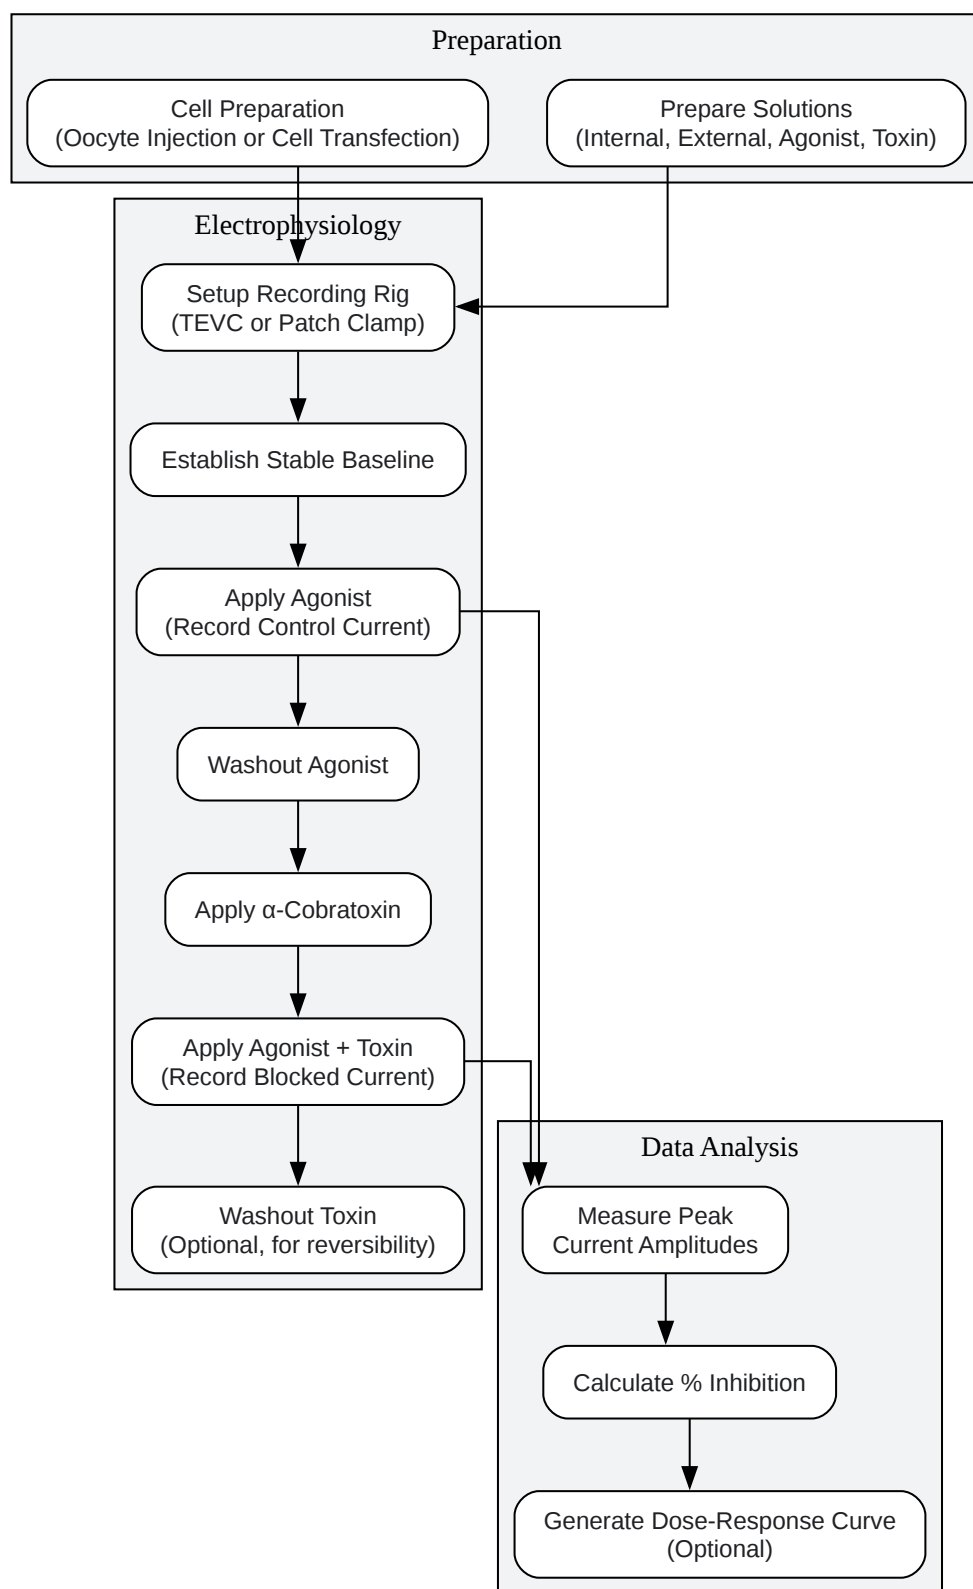 Preparation
Cell Preparation
(Oocyte Injection or Cell Transfection)
Prepare Solutions
(Internal, External, Agonist, Toxin)
Electrophysiology
Setup Recording Rig
(TEVC or Patch Clamp)
Establish Stable Baseline
Apply Agonist
(Record Control Current)
Washout Agonist
Apply α-Cobratoxin
Apply Agonist + Toxin
(Record Blocked Current)
Washout Toxin
(Optional, for reversibility)
Data Analysis
Measure Peak
Current Amplitudes
Calculate % Inhibition
Generate Dose-Response Curve
(Optional)